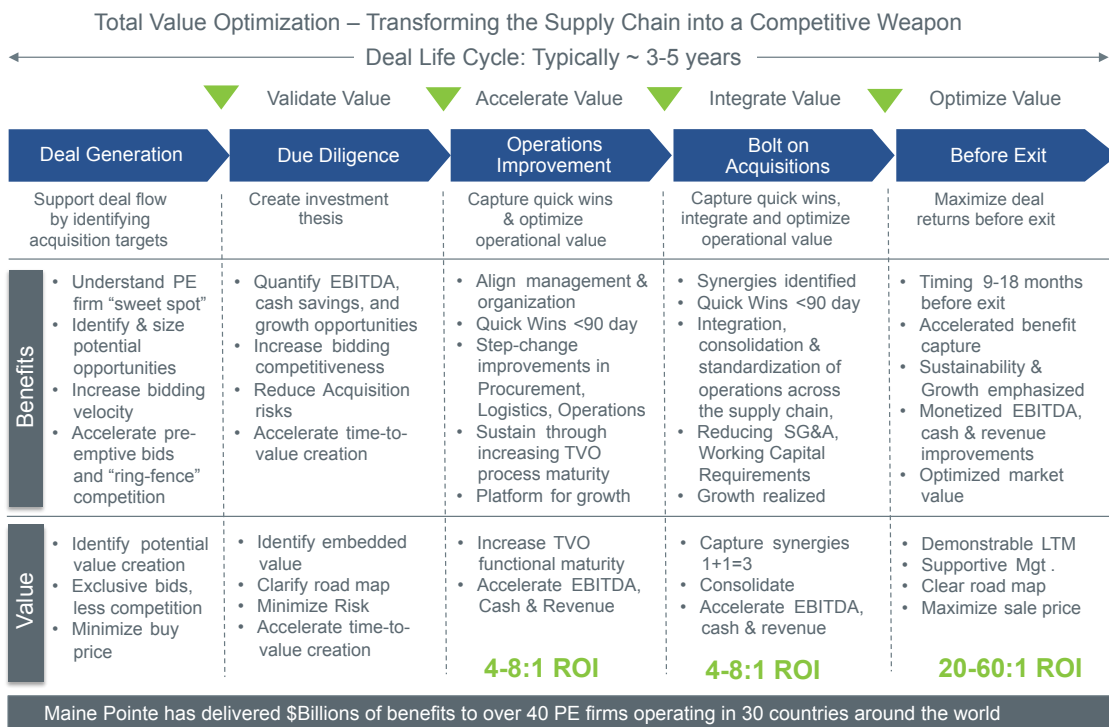 Total Value Optimization – Transforming the Supply Chain into a Competitive Weapon
Deal Life Cycle: Typically ~ 3-5 years
Validate Value
Accelerate Value
Integrate Value
Optimize Value
Deal Generation
Due Diligence
Operations
Improvement
Bolt on
Acquisitions
Before Exit
Support deal flow
by identifying
acquisition targets
Create investment
thesis
Capture quick wins
& optimize
operational value
Capture quick wins,
integrate and optimize
operational value
Maximize deal
returns before exit
Benefits
• Understand PE
firm “sweet spot”
• Identify & size
potential
opportunities
• Increase bidding
velocity
• Accelerate pre-
emptive bids
and “ring-fence”
competition
• Quantify EBITDA,
cash savings, and
growth opportunities
• Increase bidding
competitiveness
• Reduce Acquisition
risks
• Accelerate time-to-
value creation
• Align management &
organization
• Quick Wins <90 day
• Step-change
improvements in
Procurement,
Logistics, Operations
• Sustain through
increasing TVO
process maturity
• Platform for growth
• Synergies identified
• Quick Wins <90 day
• Integration,
consolidation &
standardization of
operations across
the supply chain,
• Reducing SG&A,
Working Capital
Requirements
• Growth realized
• Timing 9-18 months
before exit
• Accelerated benefit
capture
• Sustainability &
Growth emphasized
• Monetized EBITDA,
cash & revenue
improvements
• Optimized market
value
Value
• Identify potential
value creation
• Exclusive bids,
less competition
• Minimize buy
price
• Identify embedded
value
• Clarify road map
• Minimize Risk
• Accelerate time-to-
value creation
• Increase TVO
functional maturity
• Accelerate EBITDA,
Cash & Revenue
4-8:1 ROI
• Capture synergies
1+1=3
• Consolidate
• Accelerate EBITDA,
cash & revenue
4-8:1 ROI
• Demonstrable LTM
• Supportive Mgt .
• Clear road map
• Maximize sale price
20-60:1 ROI
Maine Pointe has delivered $Billions of benefits to over 40 PE firms operating in 30 countries around the world